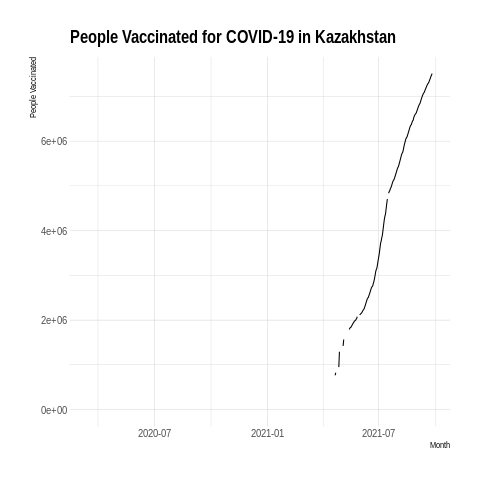 People Vaccinated for COVID-19 in Kazakhstan
People Vaccinated
6e+06
4e+06
2e+06
0e+00
2020-07
2021-01
2021-07
Month